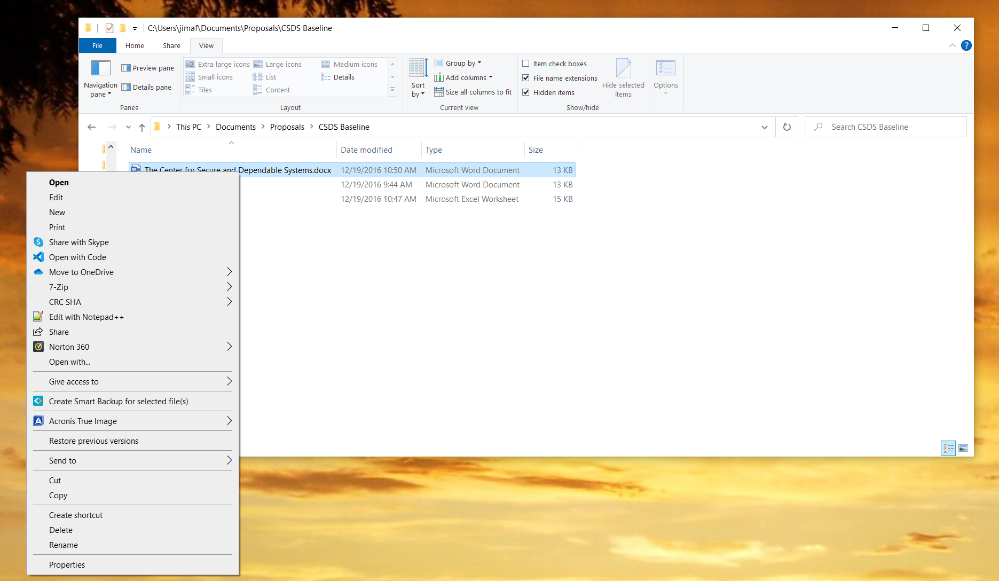 C:\Users\jimaf\Documents\Proposals\CSDS Baseline
File Home Share View
?
Navigation pane
Preview pane
Details pane
Panes
Extra large icons Large icons Medium icons
Small icons List Details
Tiles Content
Layout
Sort by
Group by
Add columns
Size all columns to fit
Current view
Item check boxes
File name extensions
Hidden items
Hide selected items
Show/hide
Options
This PC > Documents > Proposals > CSDS Baseline
Search CSDS Baseline
Name Date modified Type Size
The Center for Secure and Dependable Systems.docx 12/19/2016 10:50 AM Microsoft Word Document 13 KB
12/19/2016 9:44 AM Microsoft Word Document 13 KB
12/19/2016 10:47 AM Microsoft Excel Worksheet 15 KB
Open
Edit
New
Print
Share with Skype
Open with Code
Move to OneDrive
7-Zip
CRC SHA
Edit with Notepad++
Share
Norton 360
Open with...
Give access to
Create Smart Backup for selected file(s)
Acronis True Image
Restore previous versions
Send to
Cut
Copy
Create shortcut
Delete
Rename
Properties